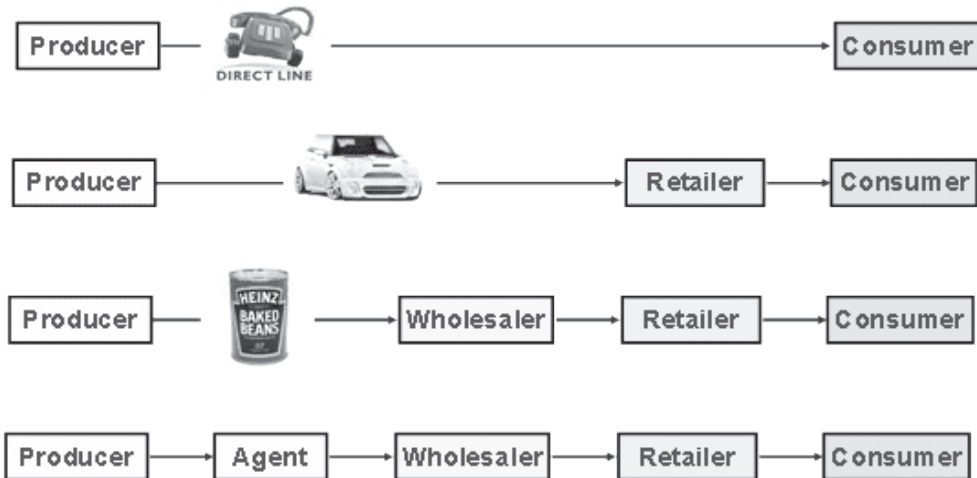 Producer
DIRECT LINE
Consumer
Producer
Retailer
Consumer
Producer
HEINZ
BAKED
BEANS
Wholesaler
Retailer
Consumer
Producer
Agent
Wholesaler
Retailer
Consumer